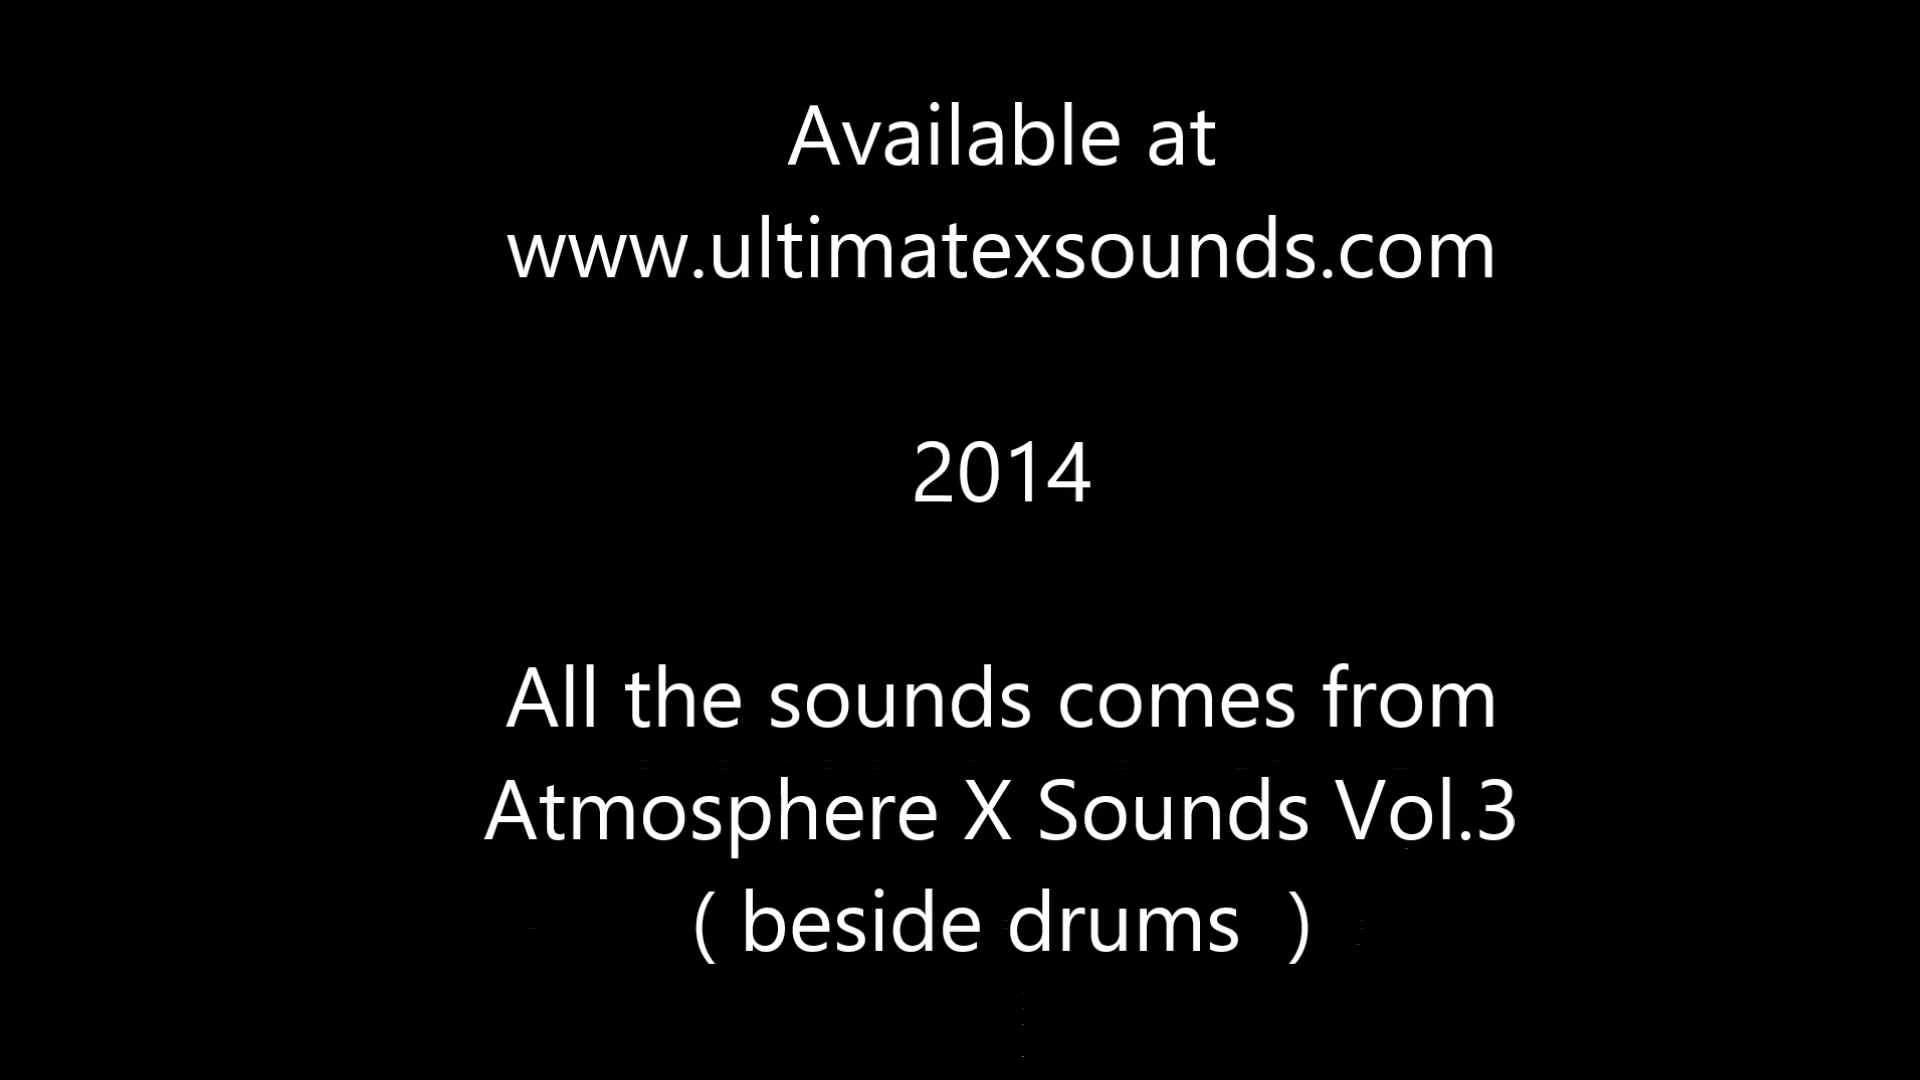 Available at
www.ultimatexsounds.com
2014
All the sounds comes from
Atmosphere X Sounds Vol.3
( beside drums  )